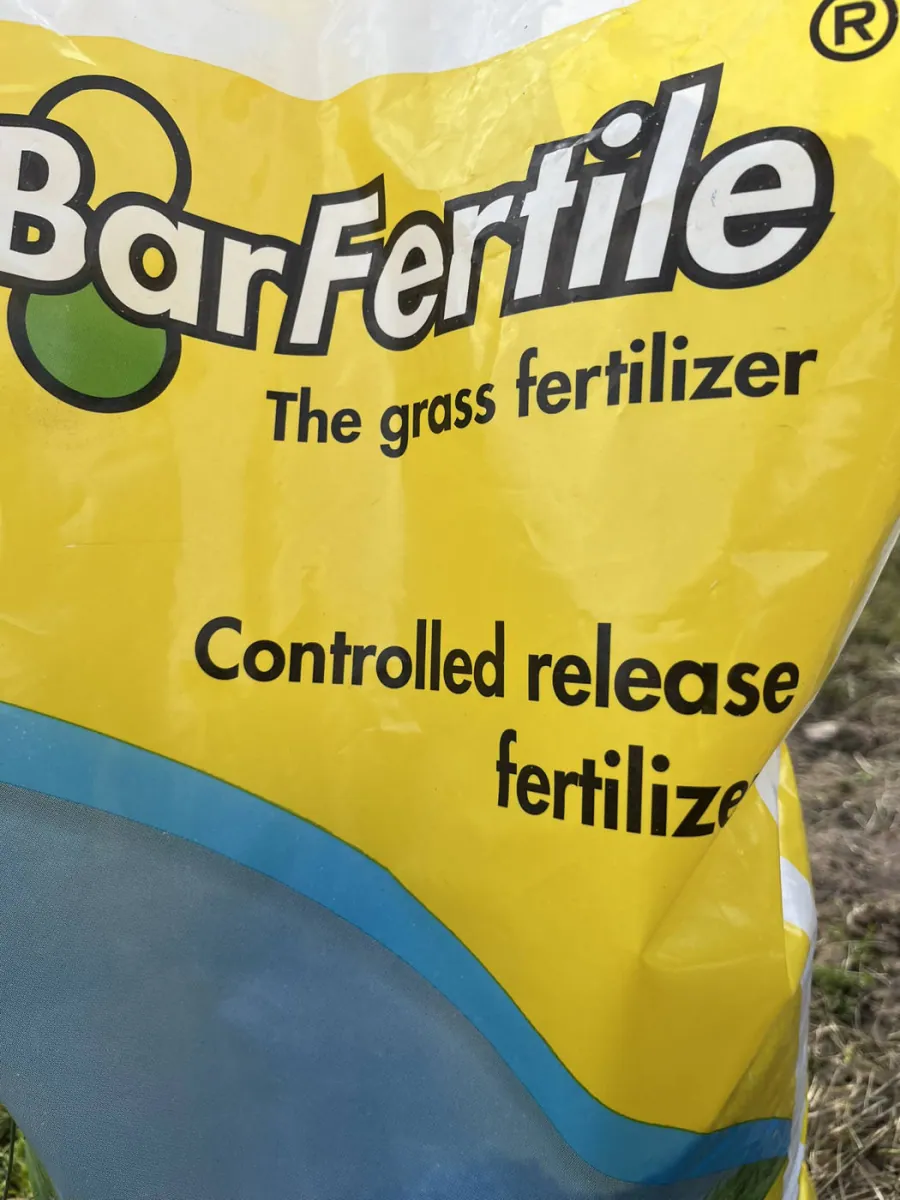 ®
BarFertile
The grass fertilizer
Controlled release
fertilize